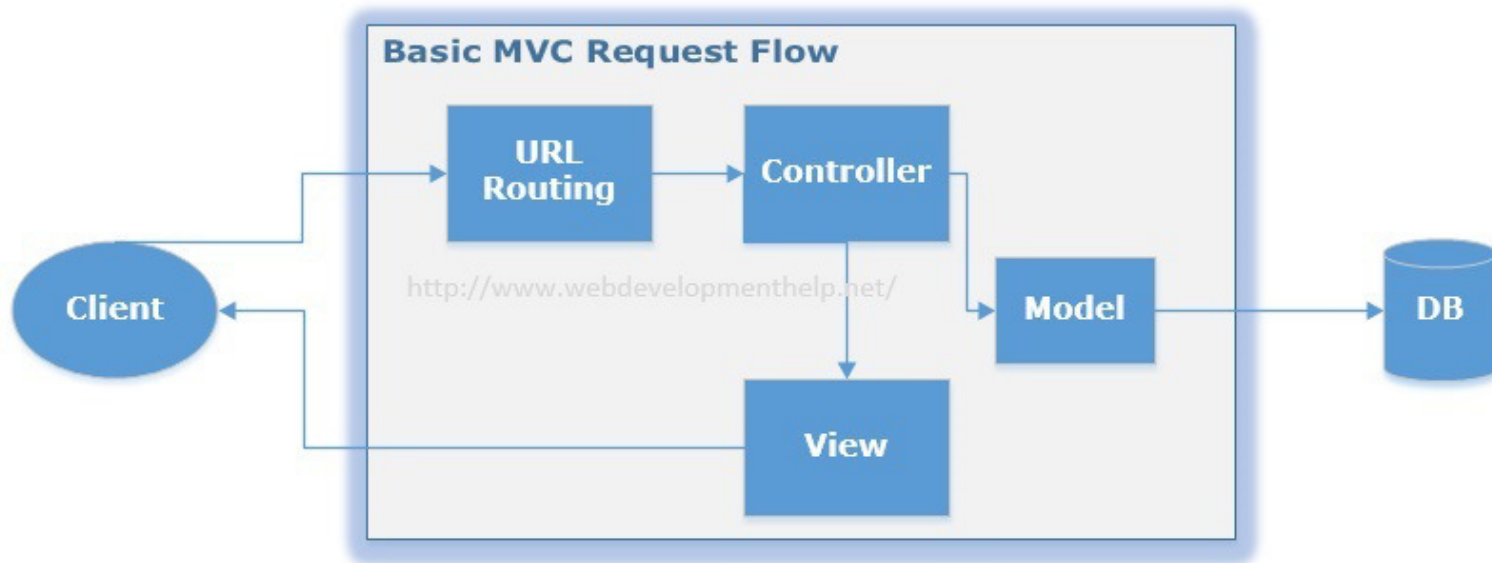 Basic MVC Request Flow
URL
Routing
Controller
http://www.webdevelopmenthelp.net/
Client
Model
DB
View